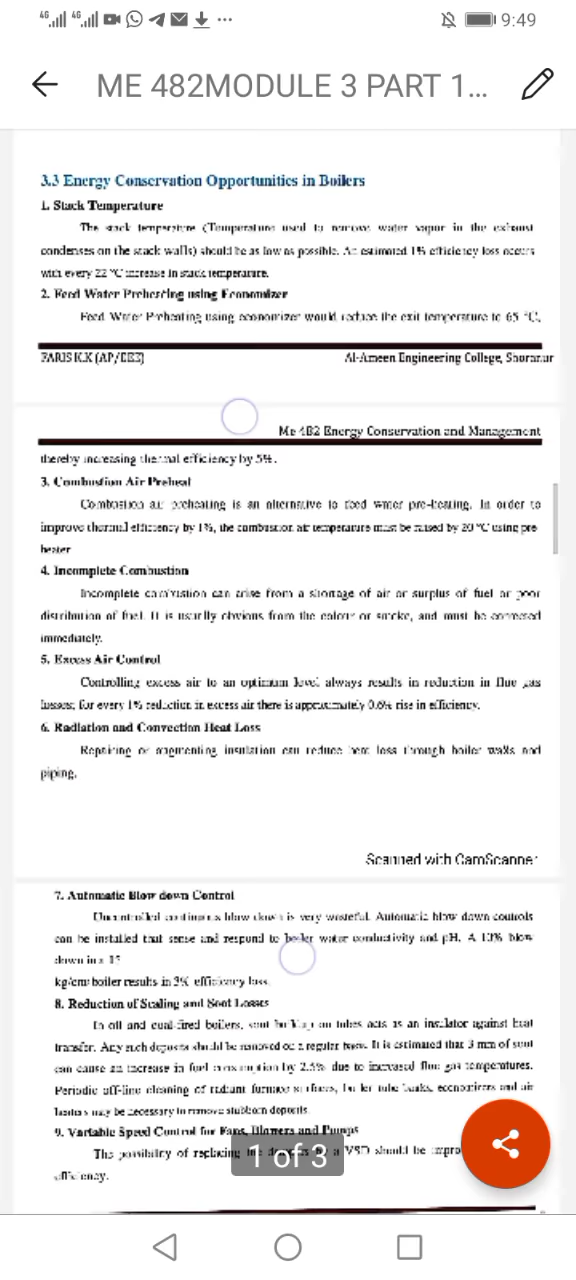 4G 4G 9:49
ME 482MODULE 3 PART 1...
3.3 Energy Conservation Opportunities in Boilers
1. Stack Temperature
The stack temperature (Temperature used to remove water vapor in the exhaust
condenses on the stack walls) should be as low as possible. An estimated 1% efficiency loss occurs
with every 22 °C increase in stack temperature.
2. Feed Water Preheating using Economizer
Feed Water Preheating using economizer would reduce the exit temperature to 65 °C,
FARIS K.K (AP/EEE) Al-Ameen Engineering College, Shoranur
Me 482 Energy Conservation and Management
thereby increasing thermal efficiency by 5%.
3. Combustion Air Preheat
Combustion air preheating is an alternative to feed water pre-heating. In order to
improve thermal efficiency by 1%, the combustion air temperature must be raised by 20 °C using pre
heater
4. Incomplete Combustion
Incomplete combustion can arise from a shortage of air or surplus of fuel or poor
distribution of fuel. It is usually obvious from the colour or smoke, and must be corrected
immediately.
5. Excess Air Control
Controlling excess air to an optimum level always results in reduction in flue gas
losses; for every 1% reduction in excess air there is approximately 0.6% rise in efficiency.
6. Radiation and Convection Heat Loss
Repairing or augmenting insulation can reduce heat loss through boiler walls and
piping.
Scanned with CamScanner
7. Automatic Blow down Control
Uncontrolled continuous blow down is very wasteful. Automatic blow down controls
can be installed that sense and respond to boiler water conductivity and pH. A 10% blow
down in a 15
kg/cm boiler results in 3% efficiency loss.
8. Reduction of Scaling and Soot Losses
In oil and coal-fired boilers, soot buildup on tubes acts as an insulator against heat
transfer. Any such deposits should be removed on a regular basis. It is estimated that 3 mm of soot
can cause an increase in fuel consumption by 2.5% due to increased flue gas temperatures.
Periodic off-line cleaning of radiant furnace surfaces, boiler tube banks, economizers and air
heaters may be necessary to remove stubborn deposits.
9. Variable Speed Control for Fans, Blowers and Pumps
The possibility of replacing the dampers by a VSD should be impro
efficiency.
1 of 3